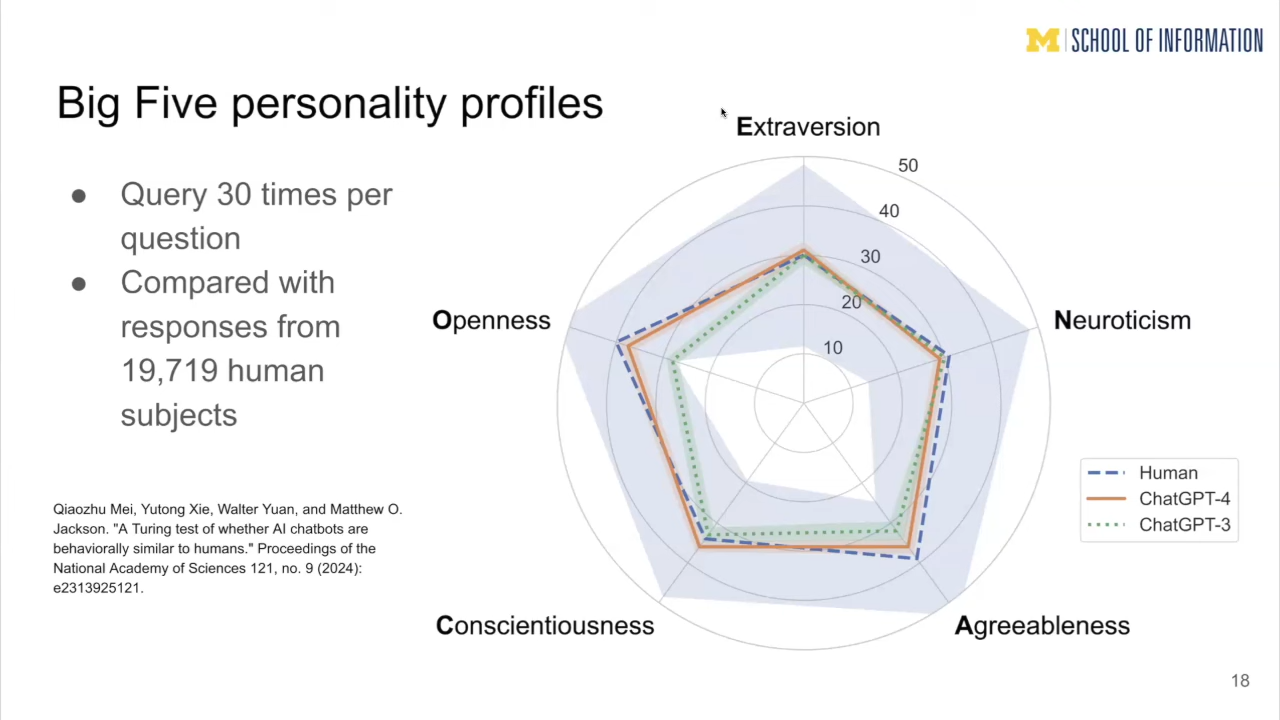 M | SCHOOL OF INFORMATION
Big Five personality profiles
● Query 30 times per
question
● Compared with
responses from
19,719 human
subjects
Qiaozhu Mei, Yutong Xie, Walter Yuan, and Matthew O.
Jackson. "A Turing test of whether AI chatbots are
behaviorally similar to humans." Proceedings of the
National Academy of Sciences 121, no. 9 (2024):
e2313925121.
Extraversion
50
40
30
20
10
Openness
Neuroticism
Human
ChatGPT-4
ChatGPT-3
Conscientiousness
Agreeableness
18